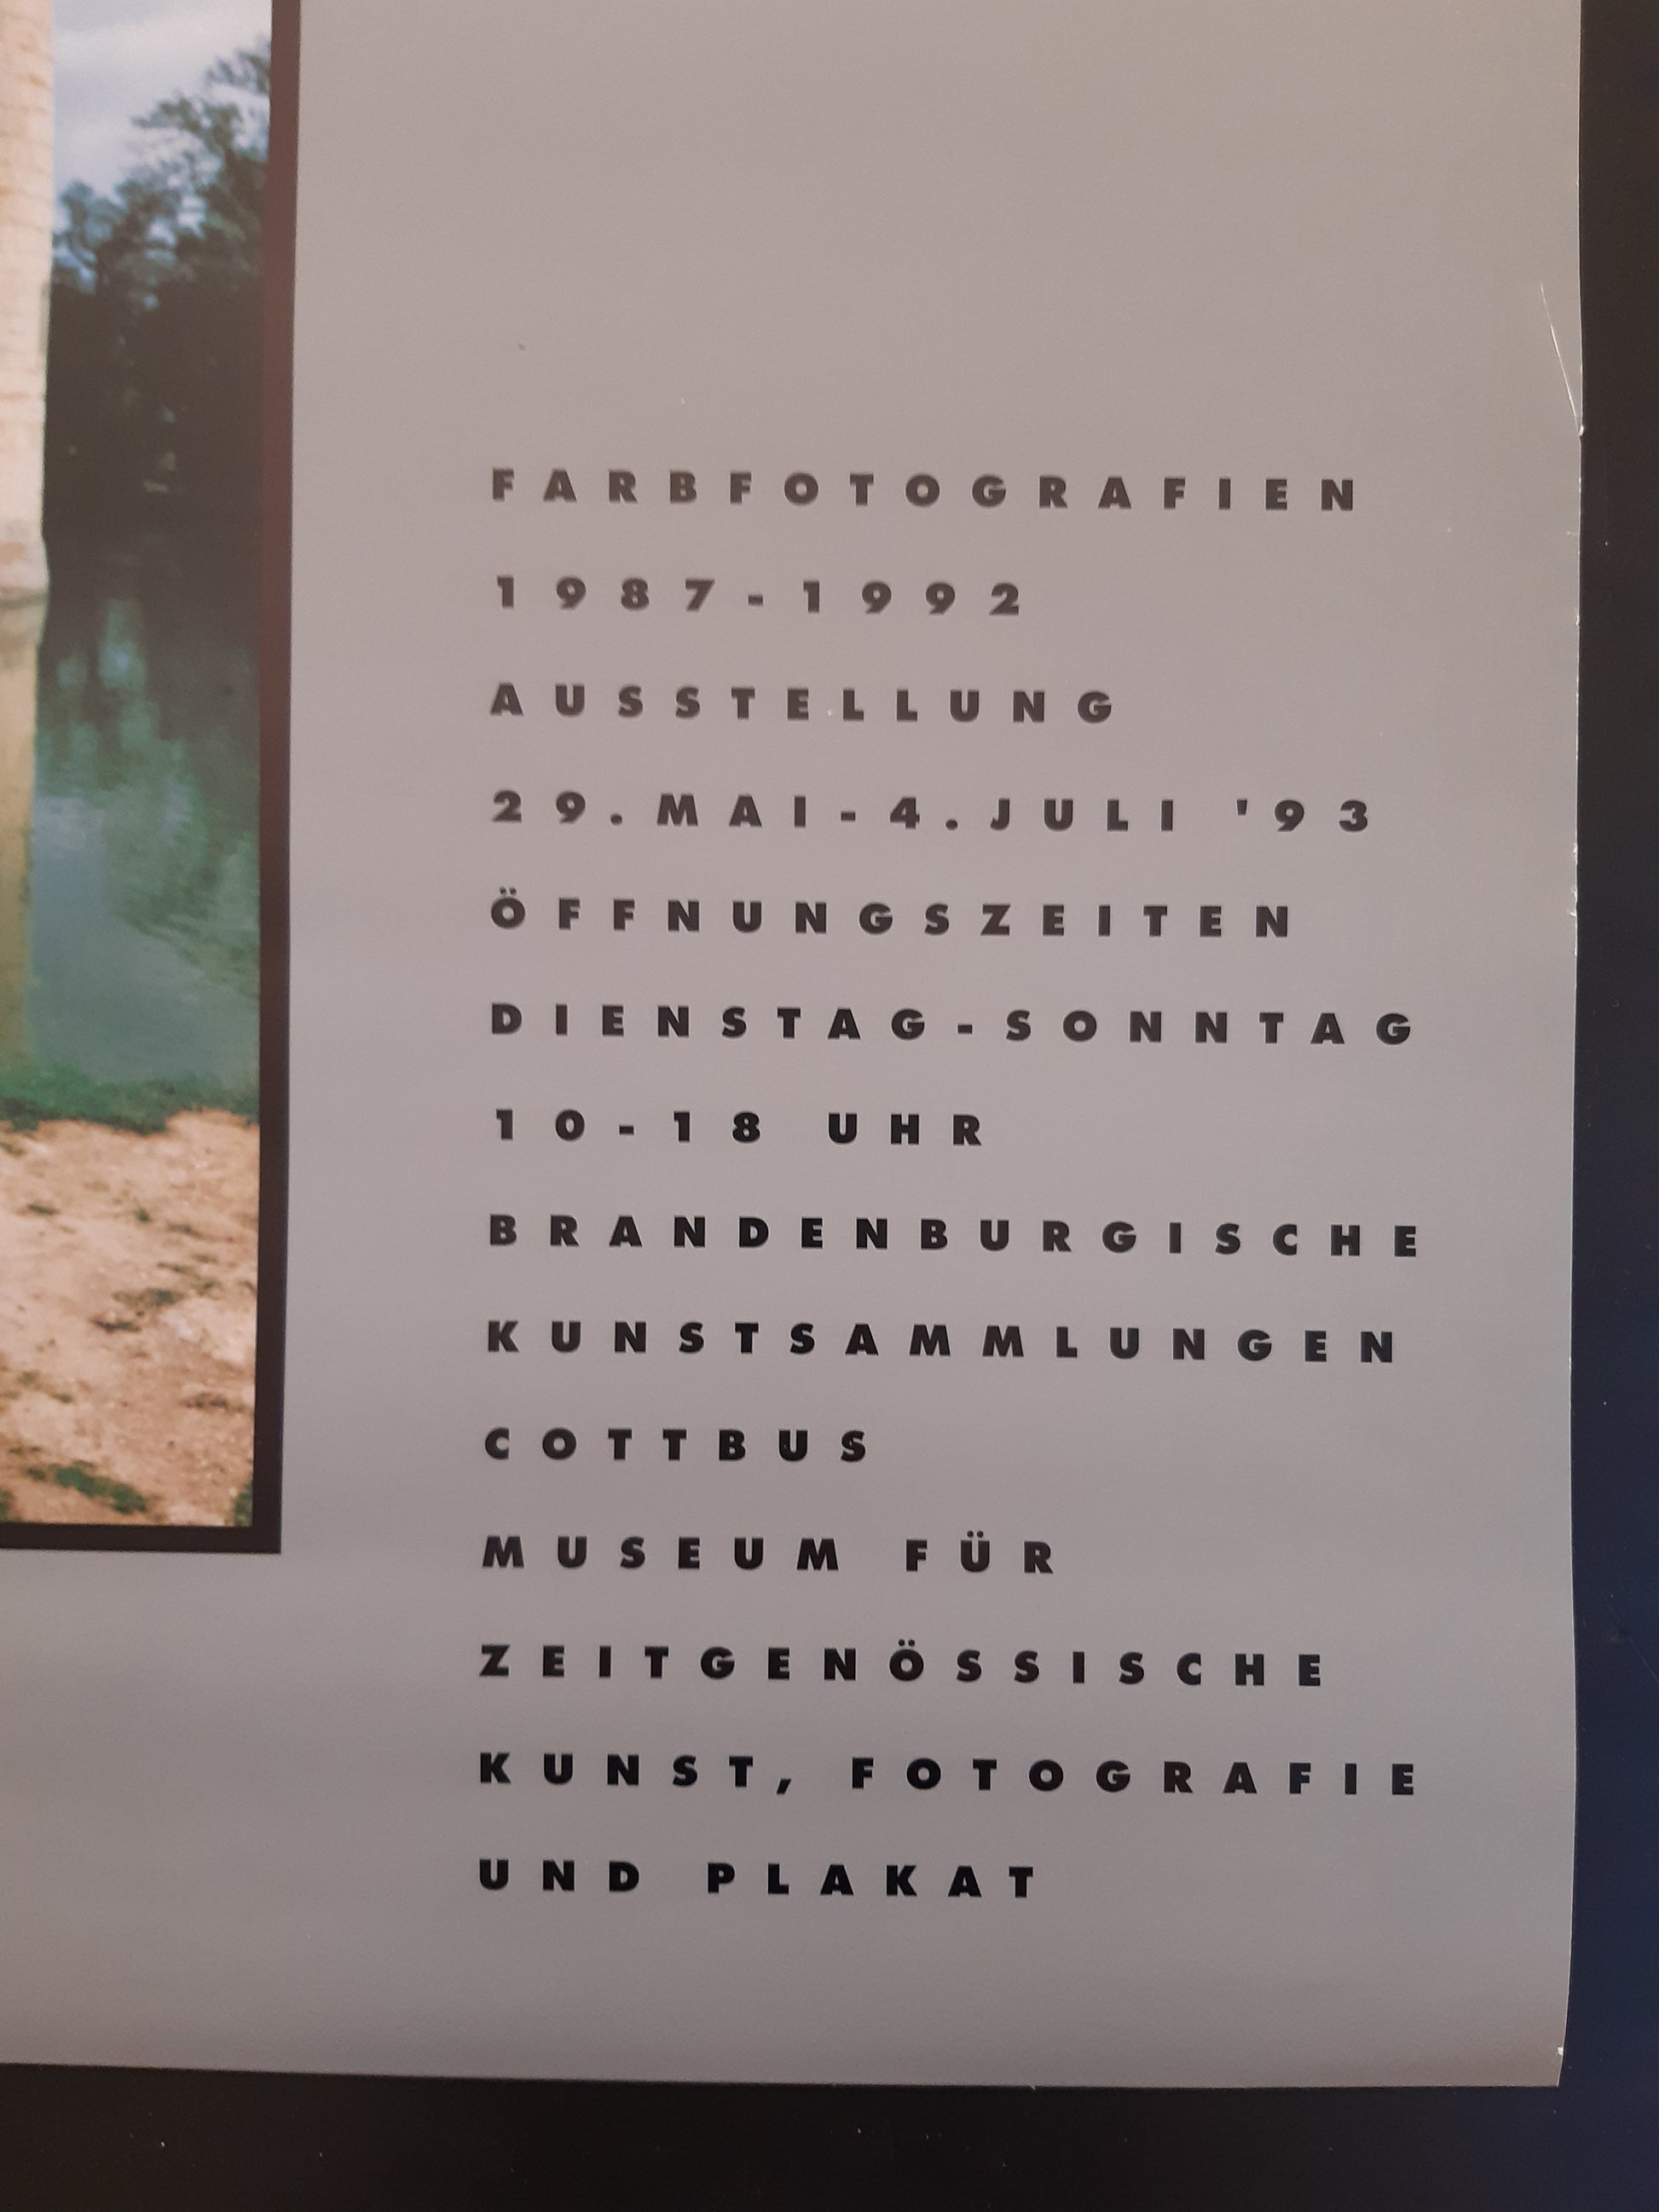 FARBFOTOGRAFIEN
1987-1992
AUSSTELLUNG
29.MAI-4.JULI '93
ÖFFNUNGSZEITEN
DIENSTAG-SONNTAG
10-18 UHR
BRANDENBURGISCHE
KUNSTSAMMLUNGEN
COTTBUS
MUSEUM FÜR
ZEITGENÖSSISCHE
KUNST, FOTOGRAFIE
UND PLAKAT